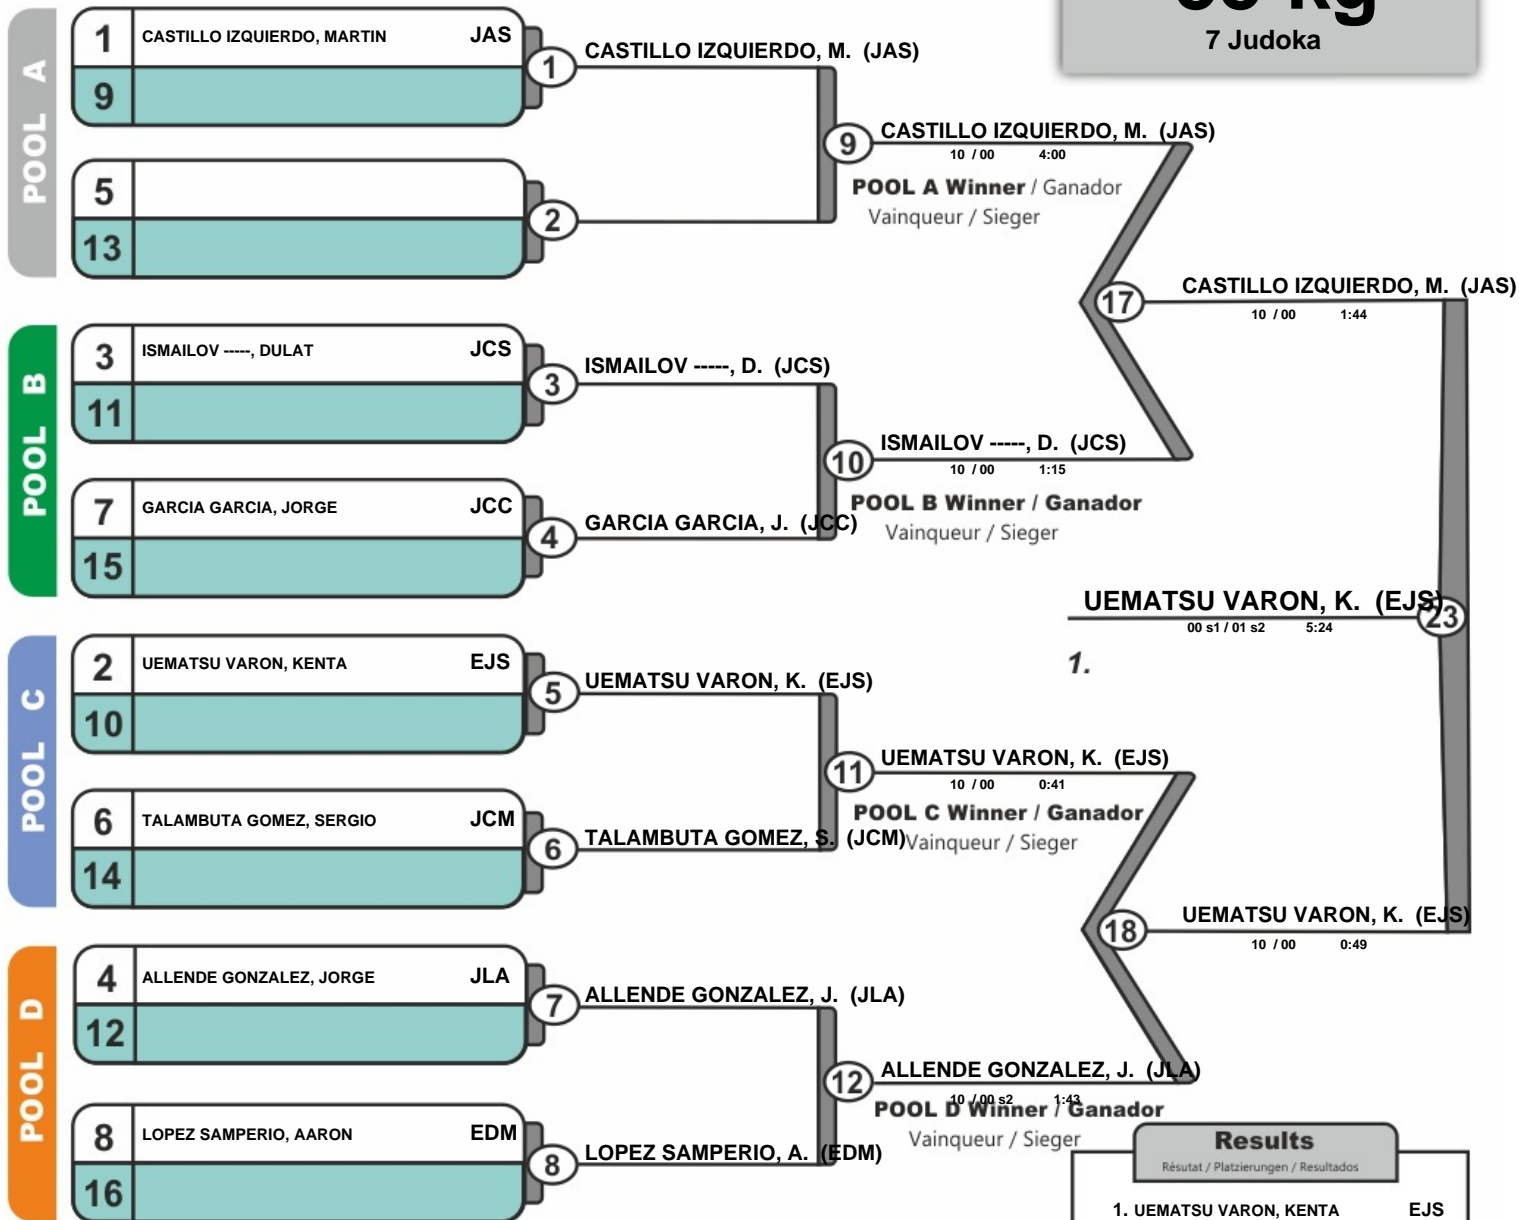 kg
7 Judoka
POOL A
1 CASTILLO IZQUIERDO, MARTIN JAS
9
5
13
1 CASTILLO IZQUIERDO, M. (JAS)
2
9 CASTILLO IZQUIERDO, M. (JAS)
10 / 00 4:00
POOL A Winner / Ganador
Vainqueur / Sieger
17 CASTILLO IZQUIERDO, M. (JAS)
10 / 00 1:44
POOL B
3 ISMAILOV -----, DULAT JCS
11
7 GARCIA GARCIA, JORGE JCC
15
3 ISMAILOV -----, D. (JCS)
4 GARCIA GARCIA, J. (JCC)
10 ISMAILOV -----, D. (JCS)
10 / 00 1:15
POOL B Winner / Ganador
Vainqueur / Sieger
UEMATSU VARON, K. (EJS) 23
00 s1 / 01 s2 5:24
1.
POOL C
2 UEMATSU VARON, KENTA EJS
10
6 TALAMBUTA GOMEZ, SERGIO JCM
14
5 UEMATSU VARON, K. (EJS)
6 TALAMBUTA GOMEZ, S. (JCM)
11 UEMATSU VARON, K. (EJS)
10 / 00 0:41
POOL C Winner / Ganador
Vainqueur / Sieger
18 UEMATSU VARON, K. (EJS)
10 / 00 0:49
POOL D
4 ALLENDE GONZALEZ, JORGE JLA
12
8 LOPEZ SAMPERIO, AARON EDM
16
7 ALLENDE GONZALEZ, J. (JLA)
8 LOPEZ SAMPERIO, A. (EDM)
12 ALLENDE GONZALEZ, J. (JLA)
10 / 00 s2 1:43
POOL D Winner / Ganador
Vainqueur / Sieger
Results
Résutat / Platzierungen / Resultados
1. UEMATSU VARON, KENTA EJS